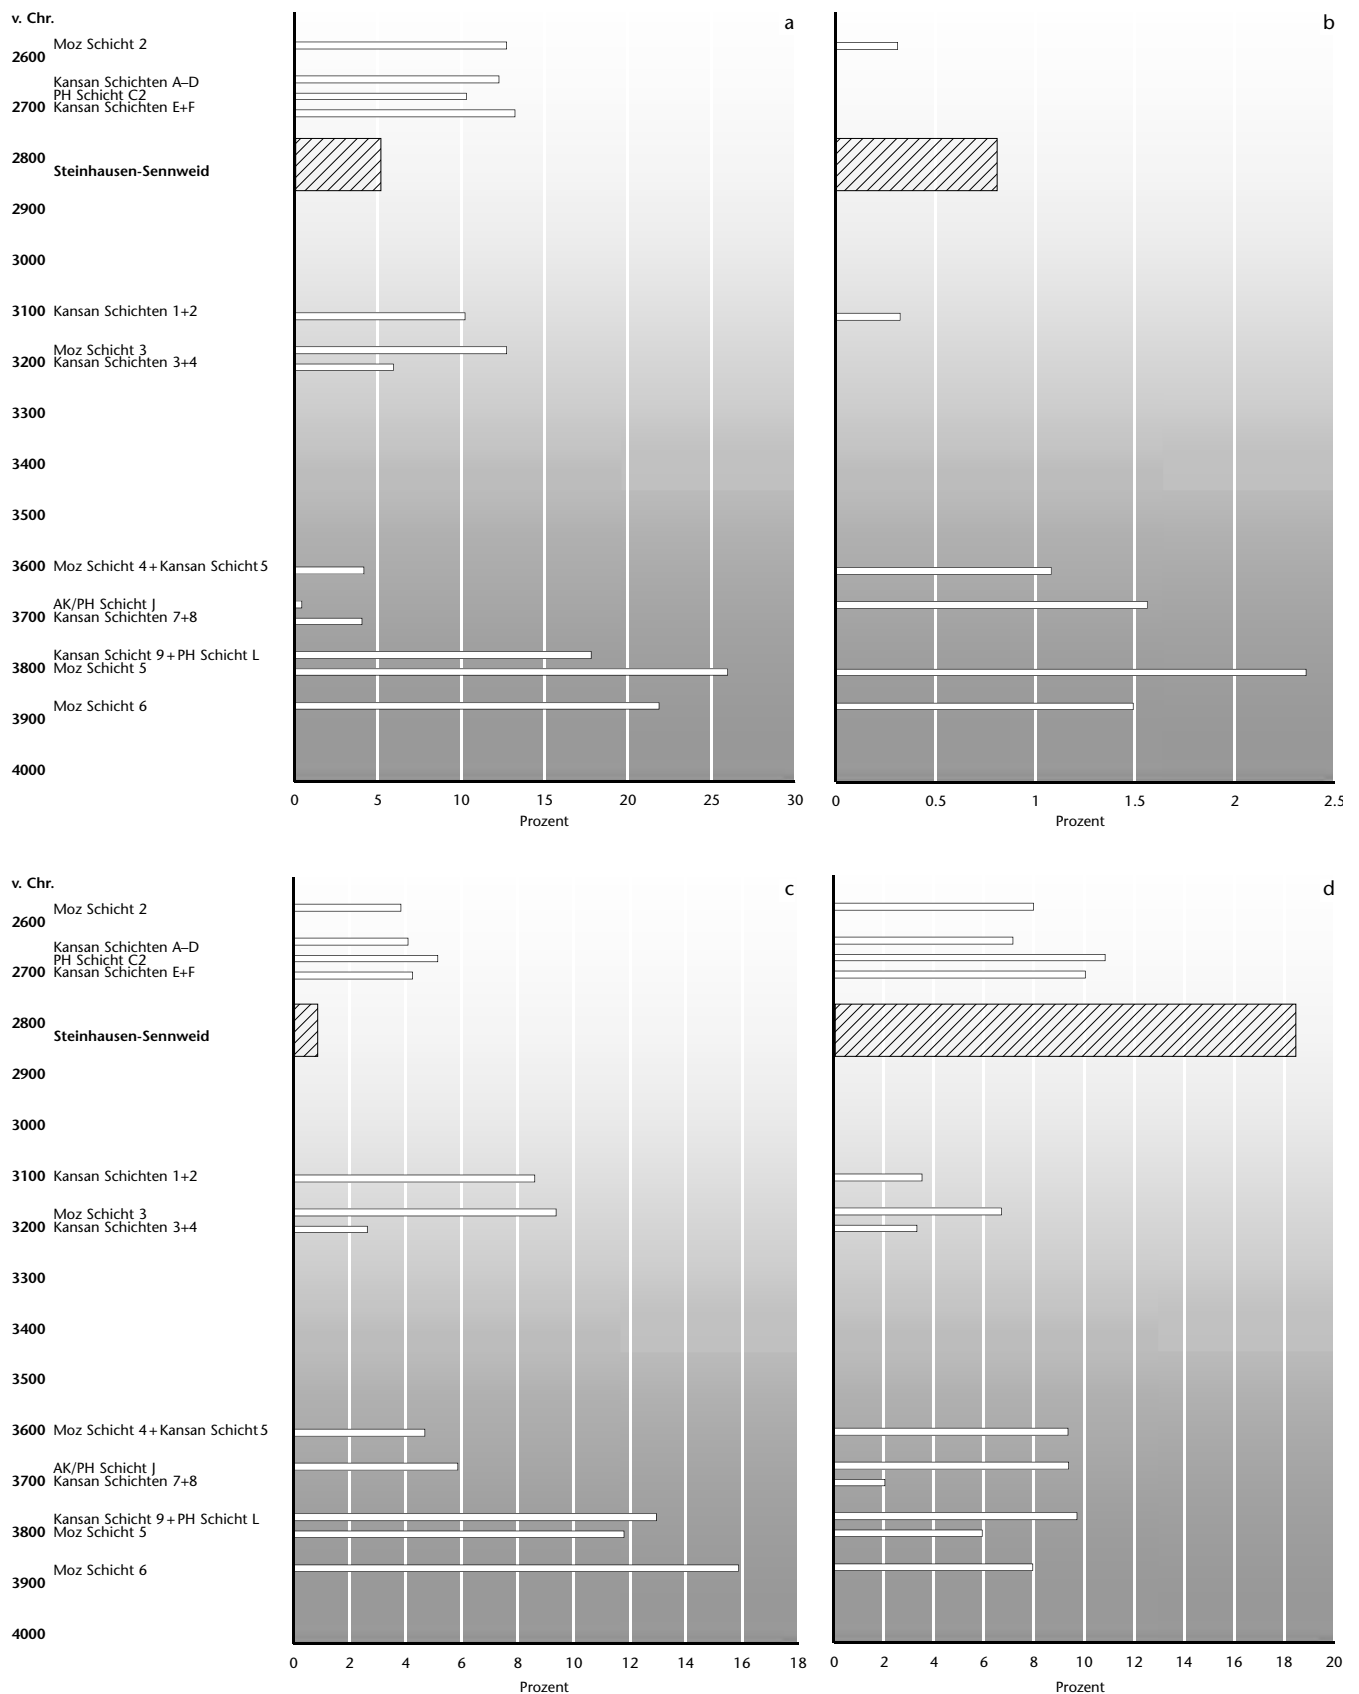 v. Chr.
a
b
Moz Schicht 2
2600
Kansan Schichten A–D
PH Schicht C2
2700 Kansan Schichten E+F
2800
Steinhausen-Sennweid
2900
3000
3100 Kansan Schichten 1+2
Moz Schicht 3
3200 Kansan Schichten 3+4
3300
3400
3500
3600 Moz Schicht 4+Kansan Schicht 5
AK/PH Schicht J
3700 Kansan Schichten 7+8
Kansan Schicht 9+PH Schicht L
3800 Moz Schicht 5
Moz Schicht 6
3900
4000
0 5 10 15 20 25 30
Prozent
0 0.5 1 1.5 2 2.5
Prozent
v. Chr.
c
d
Moz Schicht 2
2600
Kansan Schichten A–D
PH Schicht C2
2700 Kansan Schichten E+F
2800
Steinhausen-Sennweid
2900
3000
3100 Kansan Schichten 1+2
Moz Schicht 3
3200 Kansan Schichten 3+4
3300
3400
3500
3600 Moz Schicht 4+Kansan Schicht 5
AK/PH Schicht J
3700 Kansan Schichten 7+8
Kansan Schicht 9+PH Schicht L
3800 Moz Schicht 5
Moz Schicht 6
3900
4000
0 2 4 6 8 10 12 14 16 18
Prozent
0 2 4 6 8 10 12 14 16 18 20
Prozent